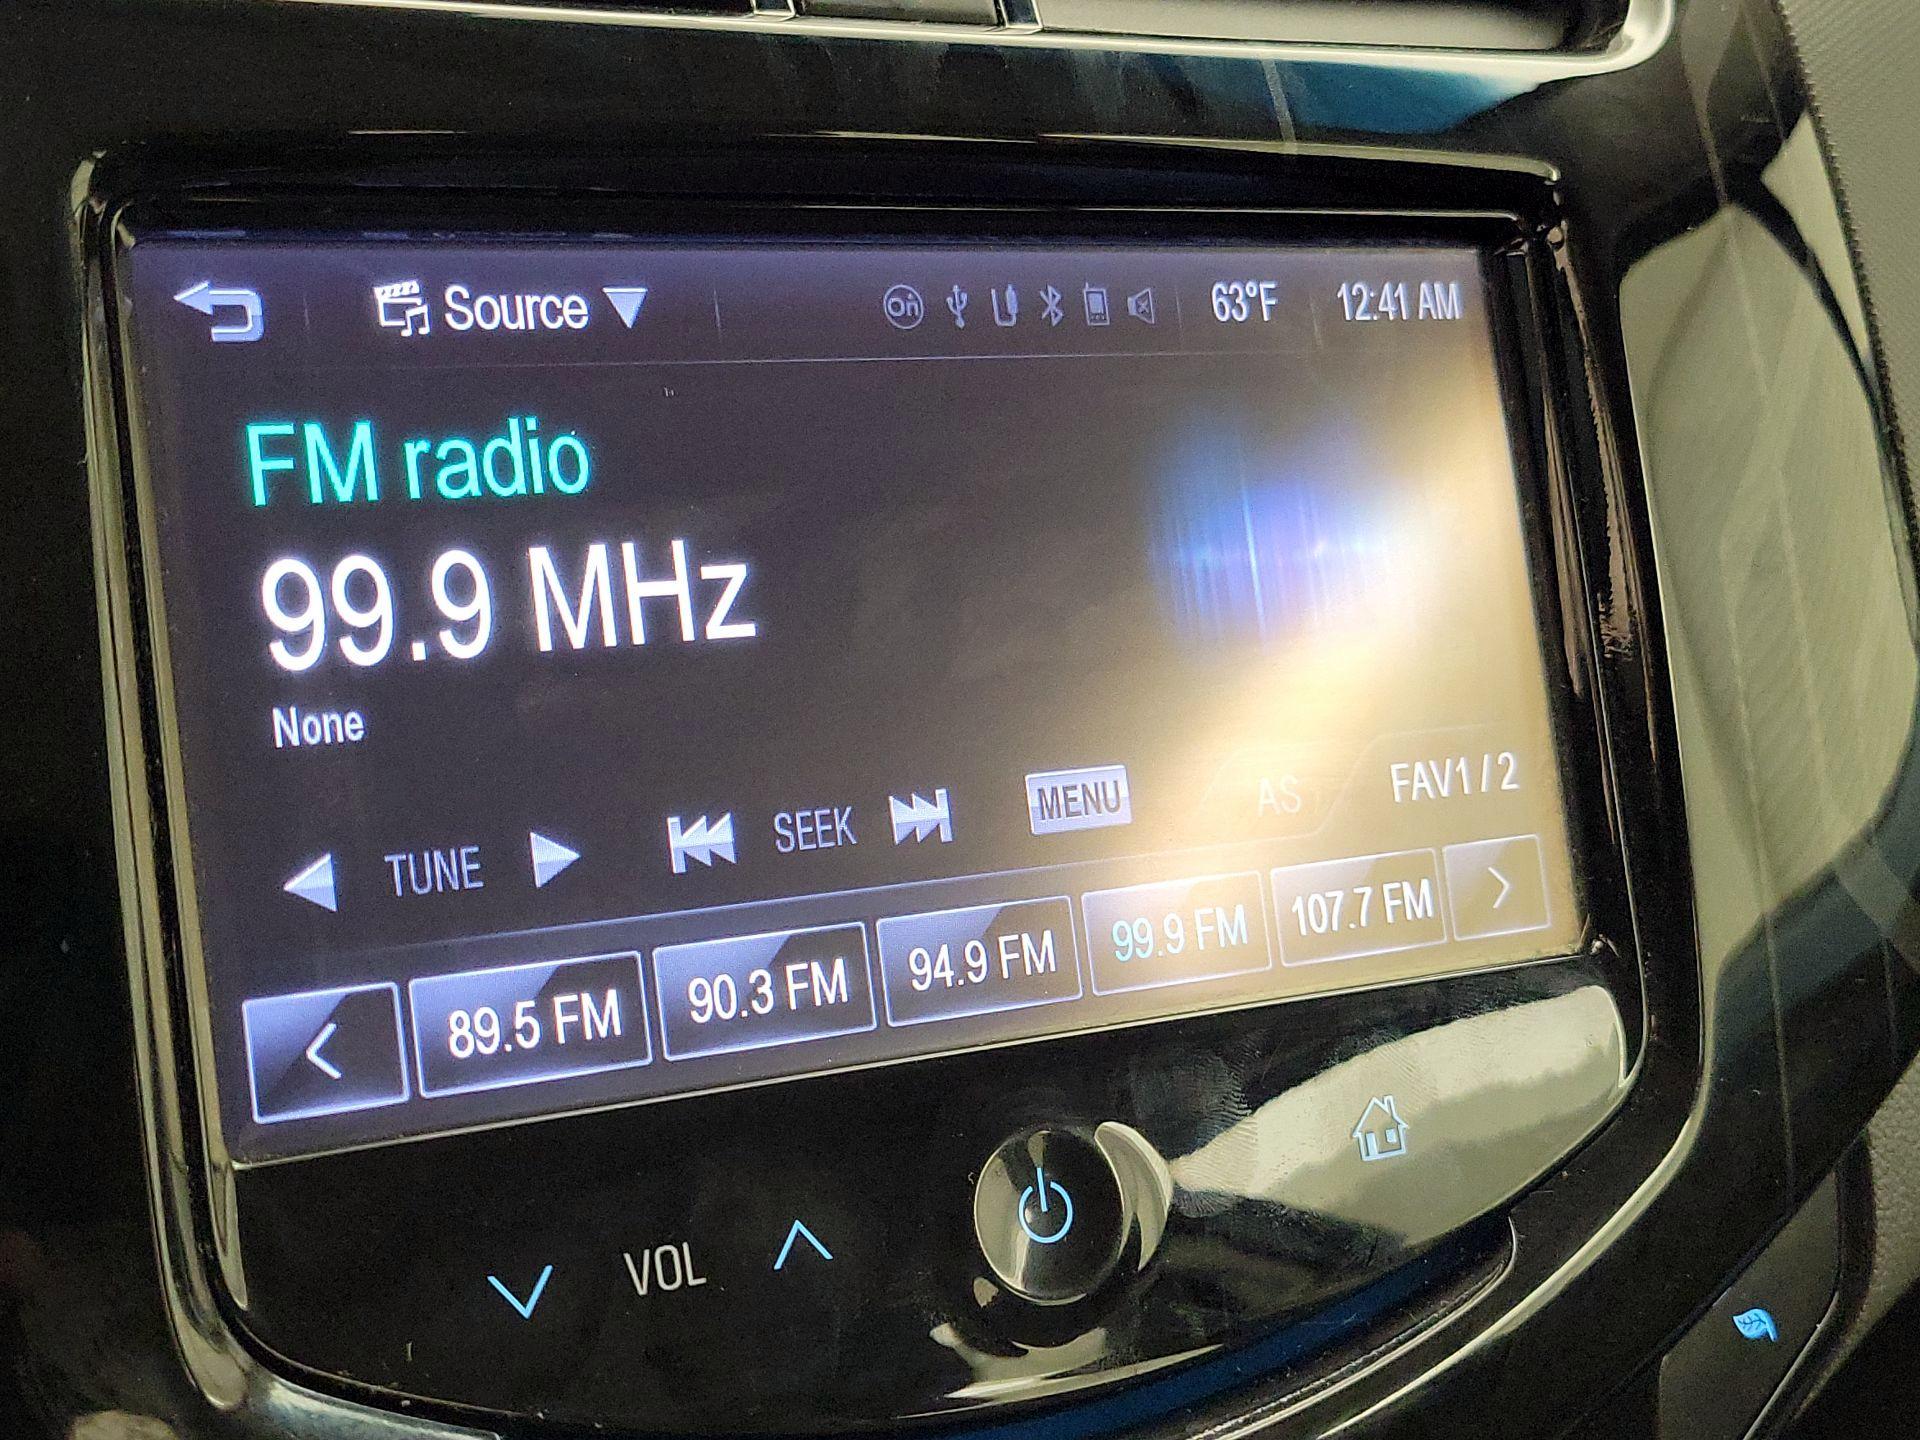 Source
On
63°F
12:41 AM
FM radio
99.9 MHz
None
TUNE
SEEK
MENU
AS
FAV1 / 2
89.5 FM
90.3 FM
94.9 FM
99.9 FM
107.7 FM
VOL